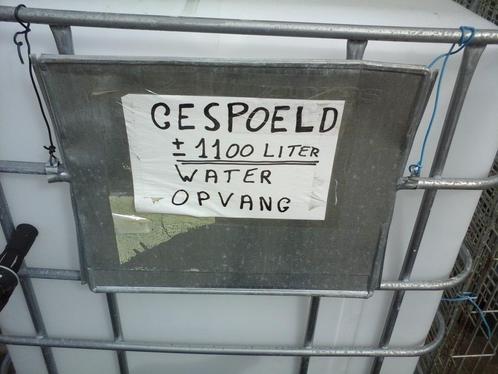 GESPOELD
± 1100 LITER
WATER
OPVANG